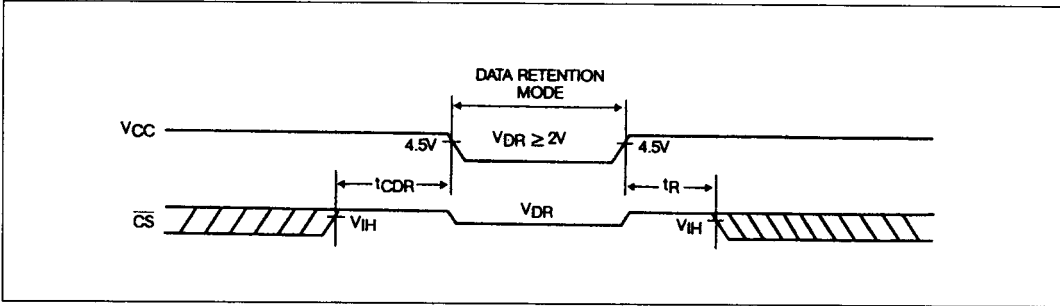 DATA RETENTION
MODE
VCC
4.5V
VDR ≥ 2V
4.5V
tCDR
tR
CS
VIH
VDR
VIH